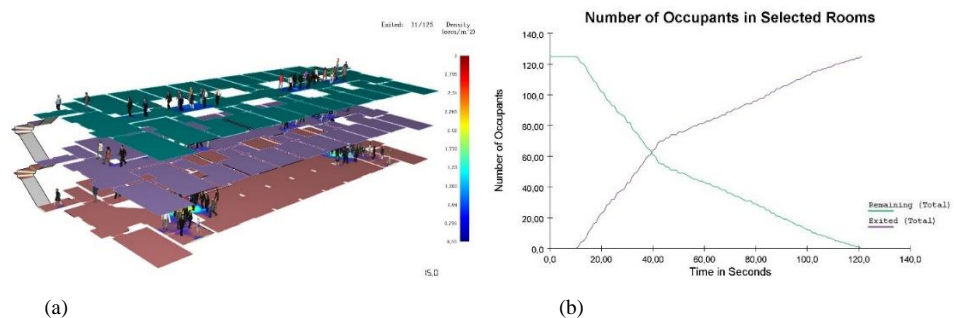 Exited: 11/125 Density
Number of Occupants in Selected Rooms
140,0
120,0
100,0
80,00
60,00
40,00
20,00
0,0
Number of Occupants
0,0 20,00 40,00 60,00 80,00 100,0 120,0 140,0
Time in Seconds
Remaining (Total)
Exited (Total)
15,0
(a) (b)